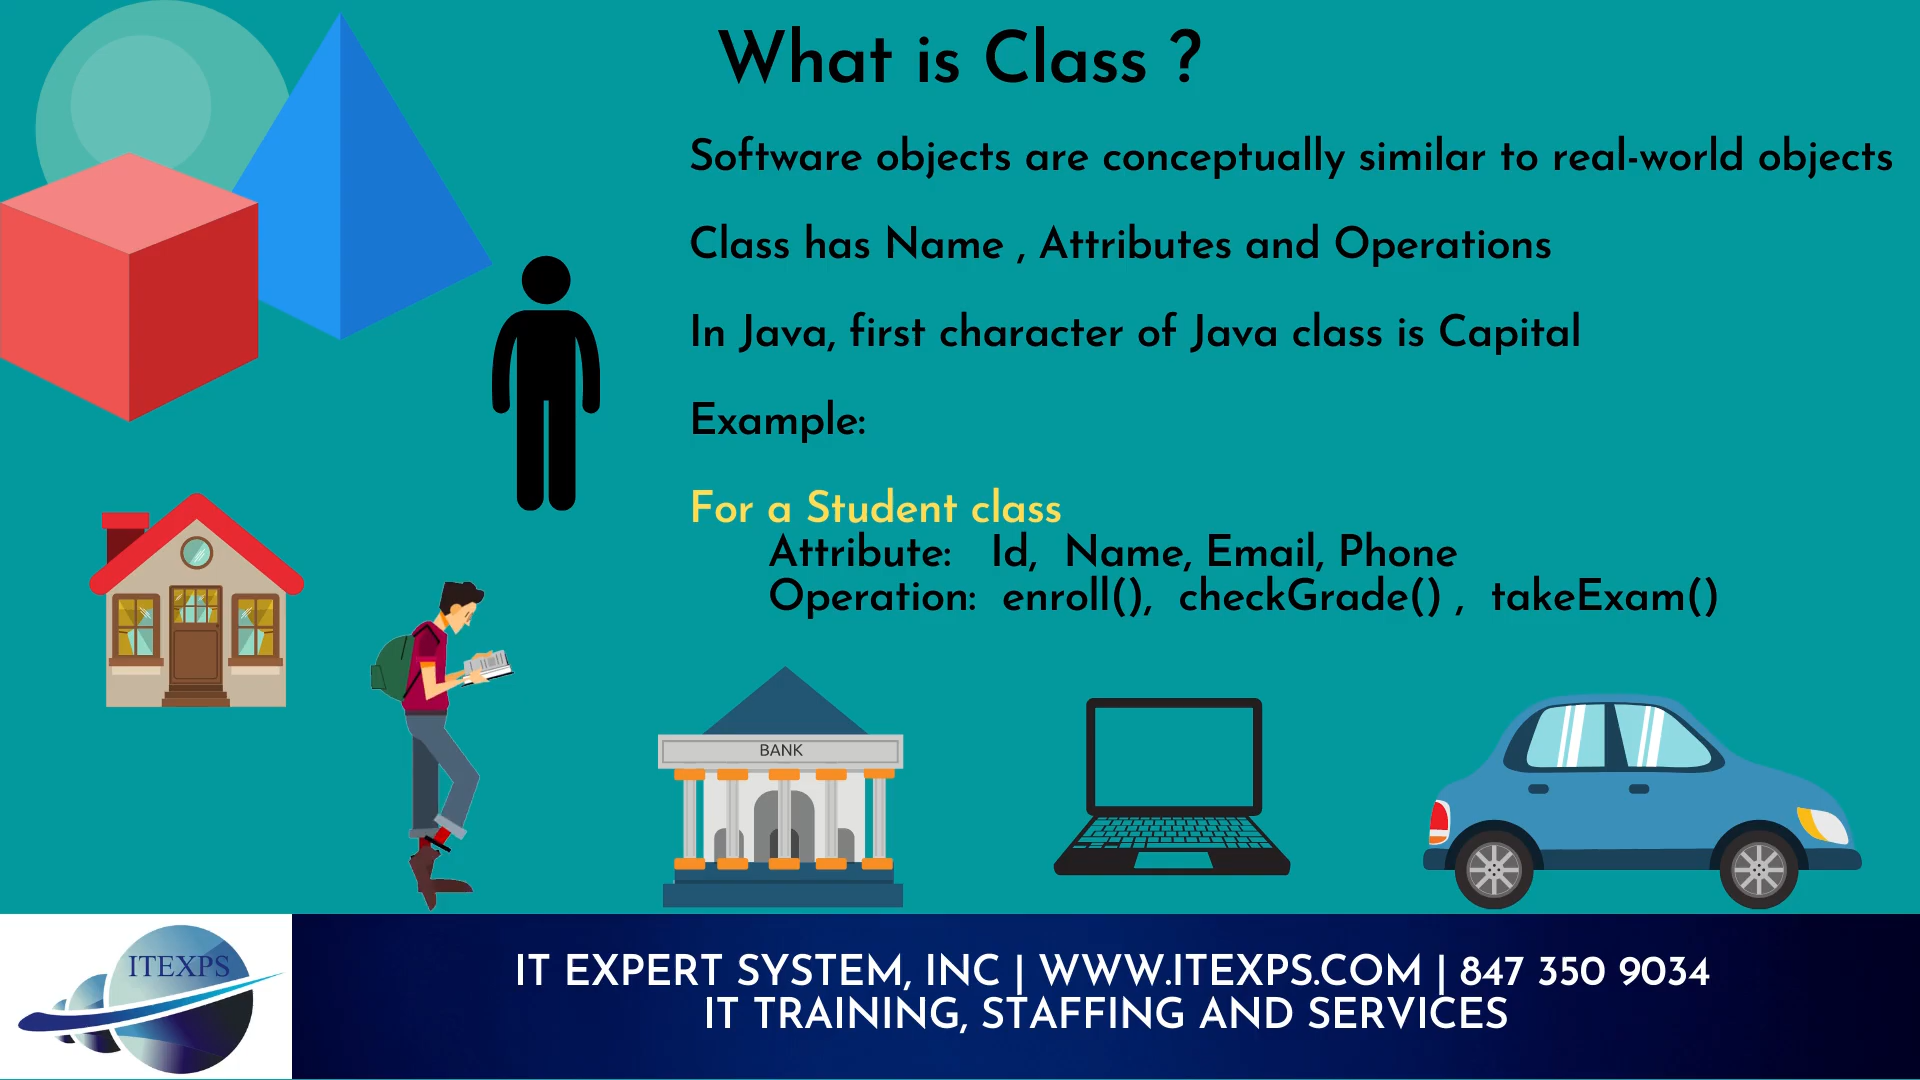 What is Class ?
Software objects are conceptually similar to real-world objects
Class has Name , Attributes and Operations
In Java, first character of Java class is Capital
Example:
For a Student class
Attribute: Id, Name, Email, Phone
Operation: enroll(), checkGrade() , takeExam()
BANK
ITEXPS
IT EXPERT SYSTEM, INC | WWW.ITEXPS.COM | 847 350 9034
IT TRAINING, STAFFING AND SERVICES